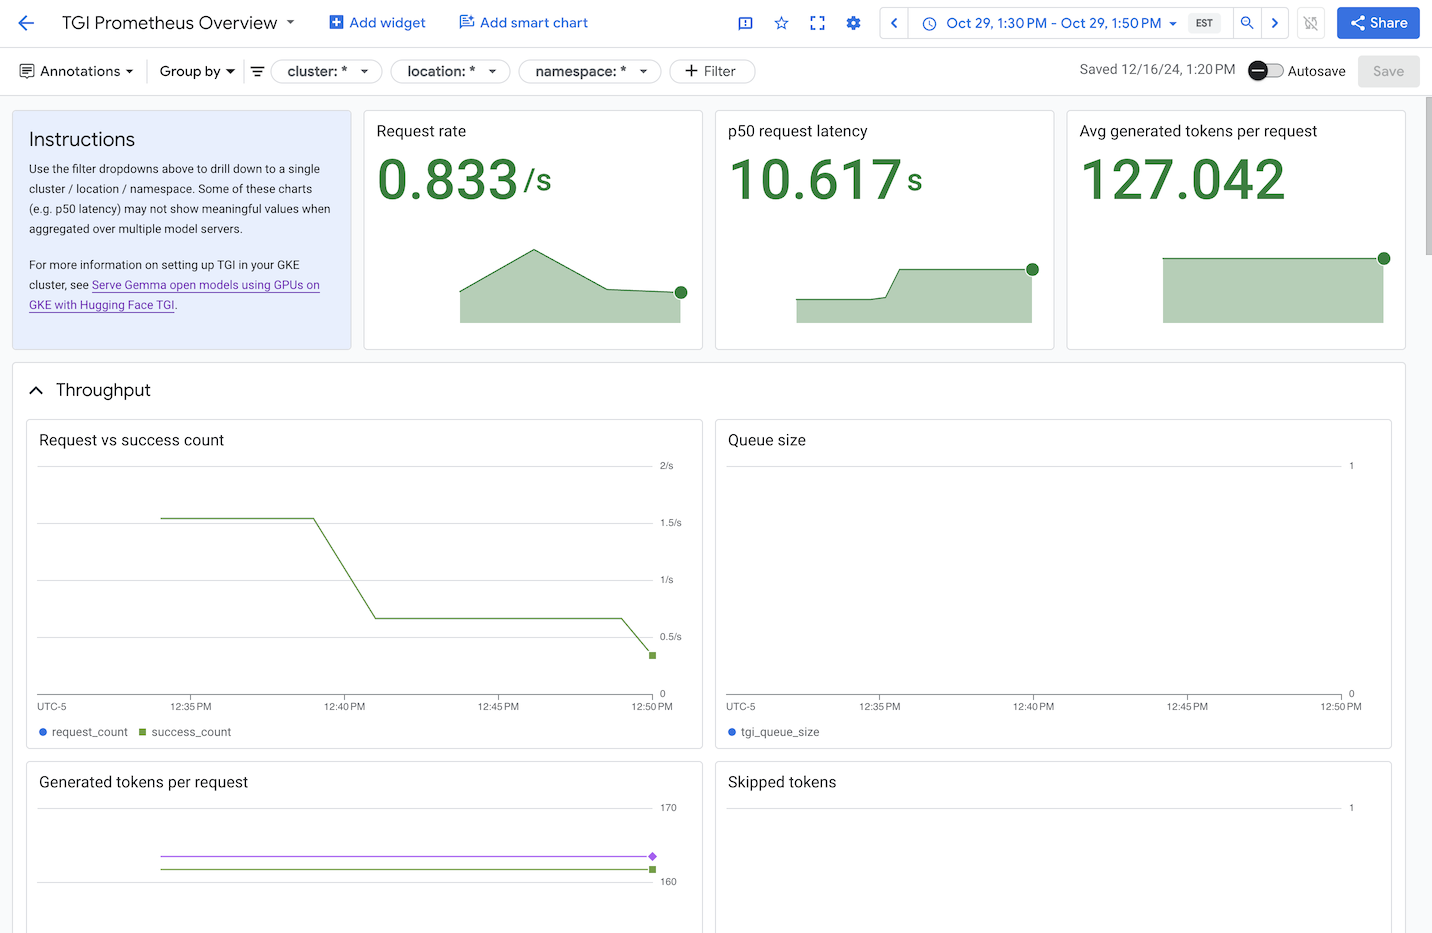 TGI Prometheus Overview
Add widget
Add smart chart
Oct 29, 1:30 PM - Oct 29, 1:50 PM
EST
Share
Annotations
Group by
cluster: *
location: *
namespace: *
Filter
Saved 12/16/24, 1:20 PM
Autosave
Save
Instructions
Use the filter dropdowns above to drill down to a single
cluster / location / namespace. Some of these charts
(e.g. p50 latency) may not show meaningful values when
aggregated over multiple model servers.
For more information on setting up TGI in your GKE
cluster, see Serve Gemma open models using GPUs on
GKE with Hugging Face TGI.
Request rate
0.833/s
p50 request latency
10.617 s
Avg generated tokens per request
127.042
Throughput
Request vs success count
2/s
1.5/s
1/s
0.5/s
0
UTC-5
12:35 PM
12:40 PM
12:45 PM
12:50 PM
request_count
success_count
Queue size
1
0
UTC-5
12:35 PM
12:40 PM
12:45 PM
12:50 PM
tgi_queue_size
Generated tokens per request
170
160
Skipped tokens
1